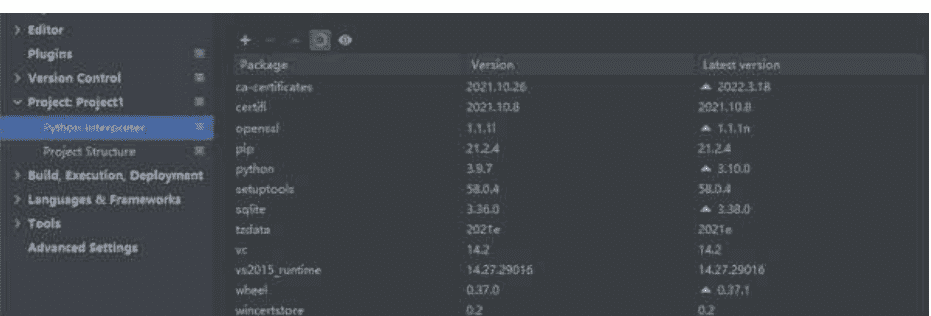 Editor
Plugins
Version Control
Project: Project1
Python Interpreter
Project Structure
Build, Execution, Deployment
Languages & Frameworks
Tools
Advanced Settings
Package Version Latest version
ca-certificates 2021.10.26 2022.3.18
certifi 2021.10.8 2021.10.8
openssl 1.1.1l 1.1.1n
pip 21.2.4 21.2.4
python 3.9.7 3.10.0
setuptools 58.0.4 58.0.4
sqlite 3.36.0 3.38.0
tzdata 2021e 2021e
vc 14.2 14.2
vs2015_runtime 14.27.29016 14.27.29016
wheel 0.37.0 0.37.1
wincertstore 0.2 0.2